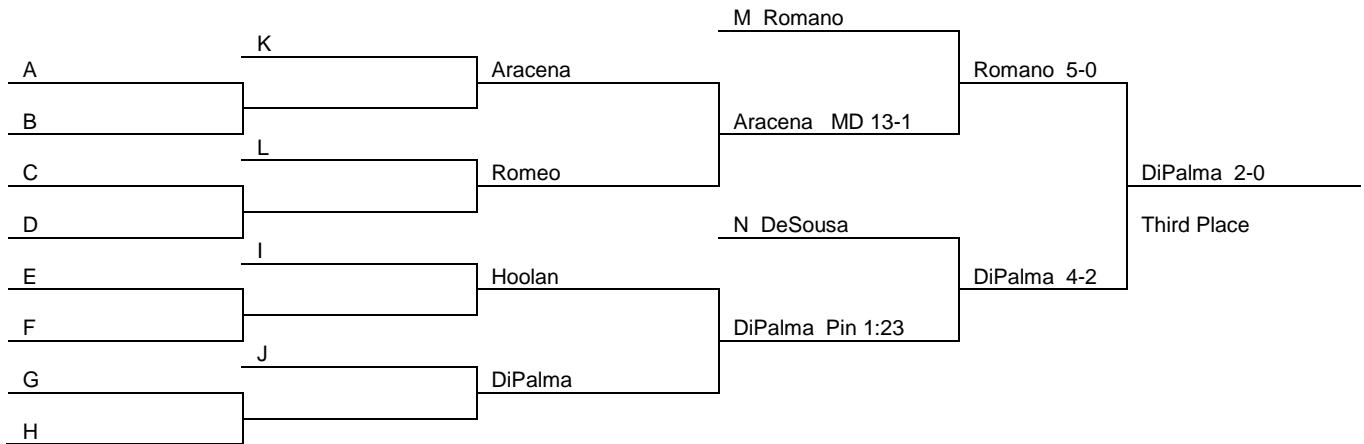 M Romano
K
A
Aracena
Romano 5-0
B
Aracena MD 13-1
L
C
Romeo
DiPalma 2-0
D
N DeSousa
Third Place
I
E
Hoolan
DiPalma 4-2
F
DiPalma Pin 1:23
J
G
DiPalma
H